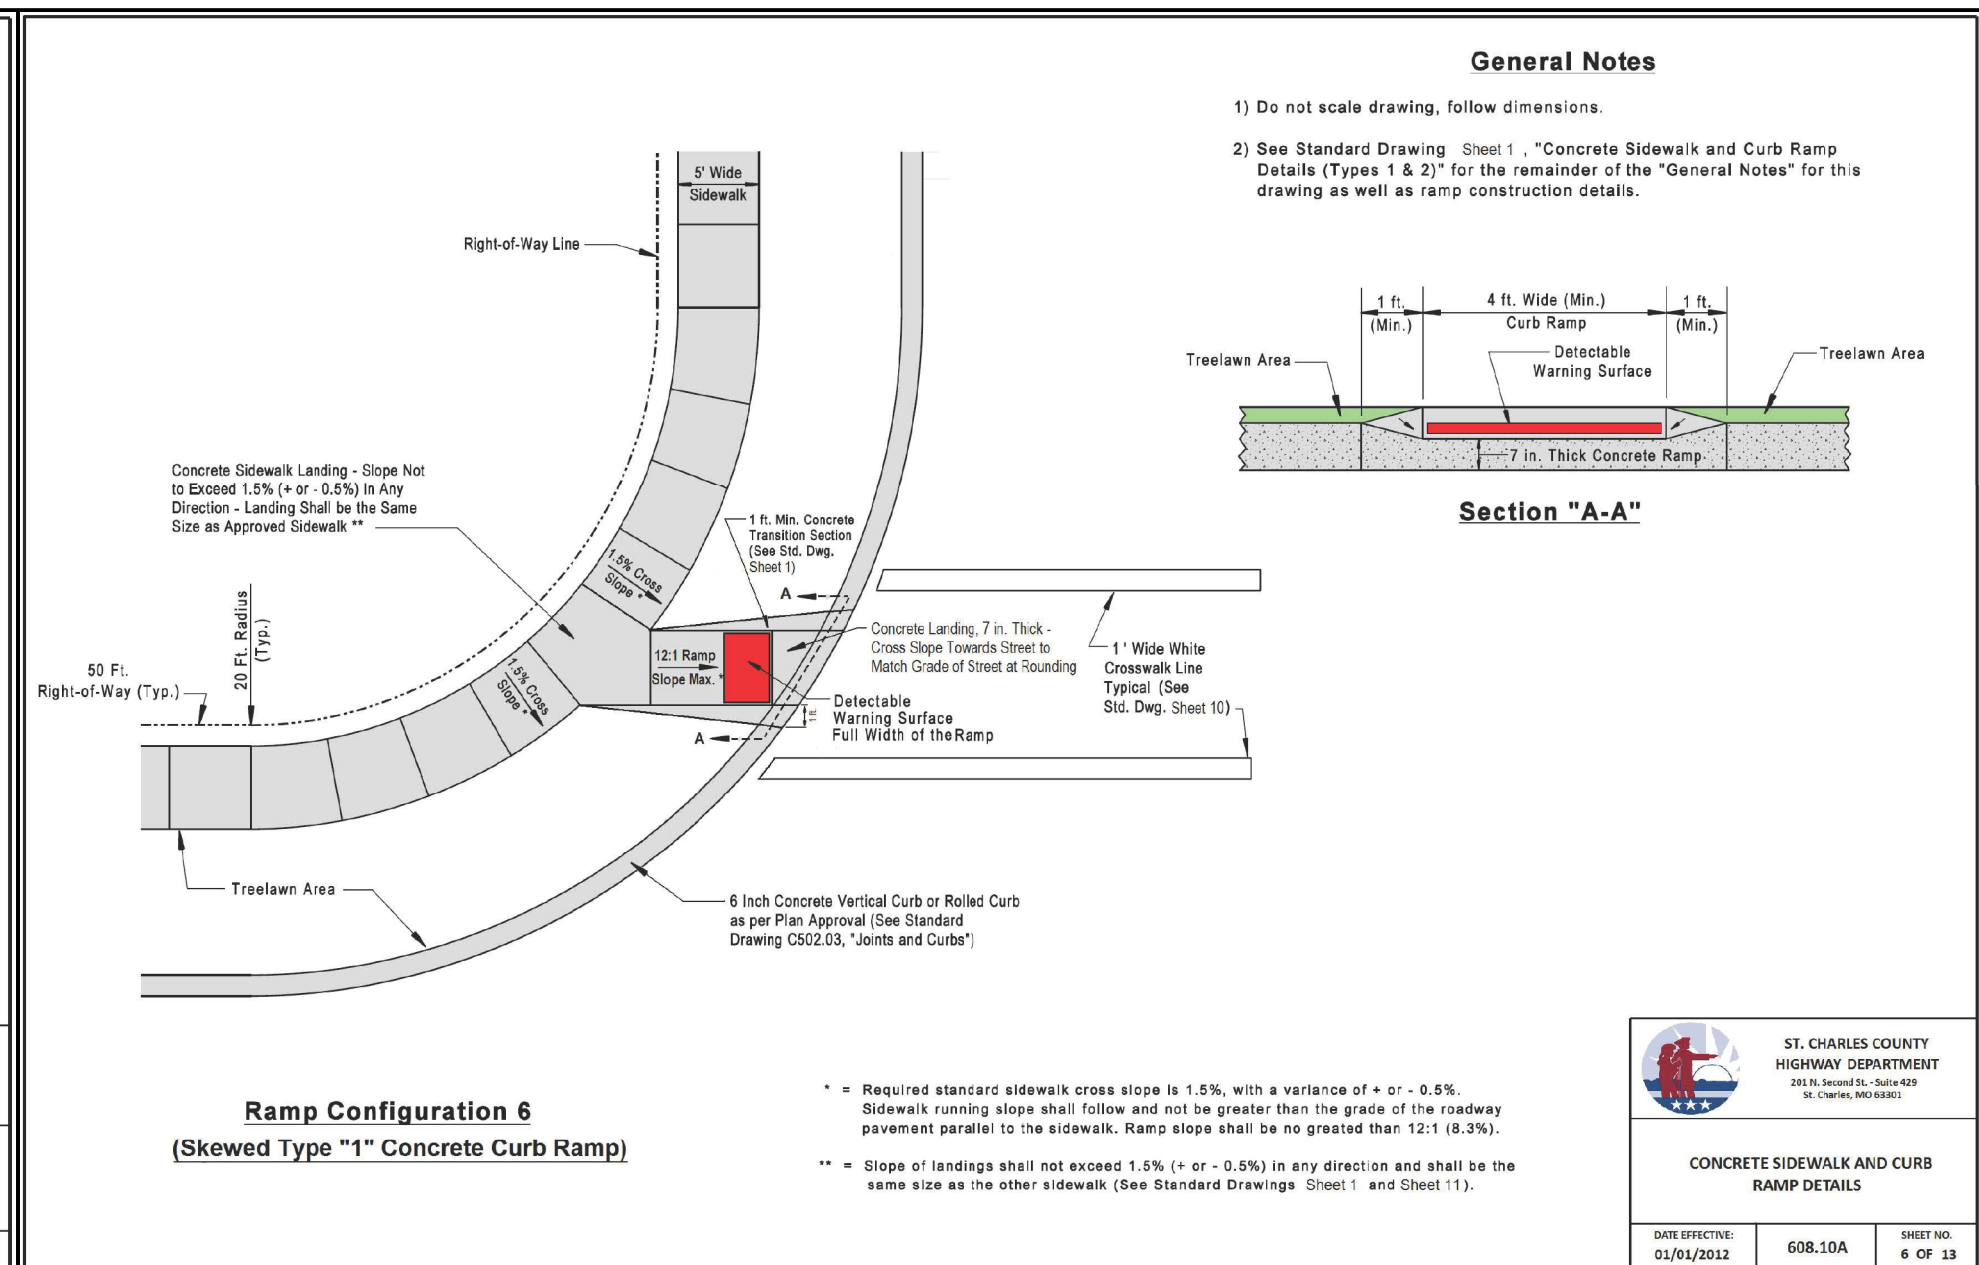 General Notes
1) Do not scale drawing, follow dimensions.
2) See Standard Drawing Sheet 1 , "Concrete Sidewalk and Curb Ramp
Details (Types 1 & 2)" for the remainder of the "General Notes" for this
drawing as well as ramp construction details.
5' Wide
Sidewalk
Right-of-Way Line
1 ft.
(Min.)
4 ft. Wide (Min.)
Curb Ramp
1 ft.
(Min.)
Treelawn Area
Detectable
Warning Surface
Treelawn Area
7 in. Thick Concrete Ramp
Section "A-A"
Concrete Sidewalk Landing - Slope Not
to Exceed 1.5% (+ or - 0.5%) In Any
Direction - Landing Shall be the Same
Size as Approved Sidewalk **
1 ft. Min. Concrete
Transition Section
(See Std. Dwg.
Sheet 1)
1.5% Cross
Slope *
A
20 Ft. Radius
(Typ.)
50 Ft.
Right-of-Way (Typ.)
1.5% Cross
Slope *
12:1 Ramp
Slope Max. *
Concrete Landing, 7 in. Thick -
Cross Slope Towards Street to
Match Grade of Street at Rounding
1 ' Wide White
Crosswalk Line
Typical (See
Std. Dwg. Sheet 10)
Detectable
Warning Surface
Full Width of the Ramp
1 ft.
A
Treelawn Area
6 Inch Concrete Vertical Curb or Rolled Curb
as per Plan Approval (See Standard
Drawing C502.03, "Joints and Curbs")
Ramp Configuration 6
(Skewed Type "1" Concrete Curb Ramp)
* = Required standard sidewalk cross slope is 1.5%, with a variance of + or - 0.5%.
Sidewalk running slope shall follow and not be greater than the grade of the roadway
pavement parallel to the sidewalk. Ramp slope shall be no greated than 12:1 (8.3%).
** = Slope of landings shall not exceed 1.5% (+ or - 0.5%) in any direction and shall be the
same size as the other sidewalk (See Standard Drawings Sheet 1 and Sheet 11).
ST. CHARLES COUNTY
HIGHWAY DEPARTMENT
201 N. Second St. - Suite 429
St. Charles, MO 63301
CONCRETE SIDEWALK AND CURB
RAMP DETAILS
DATE EFFECTIVE:
01/01/2012
608.10A
SHEET NO.
6 OF 13